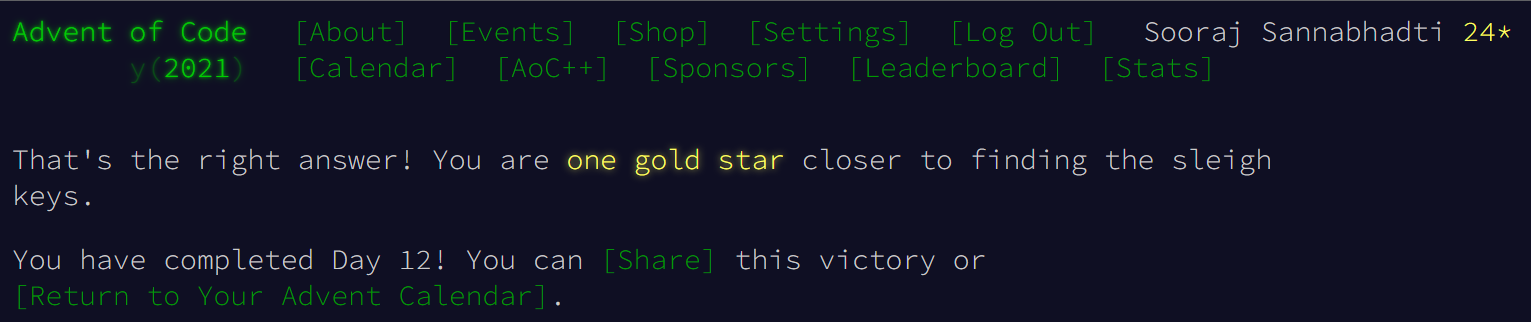 Advent of Code [About] [Events] [Shop] [Settings] [Log Out] Sooraj Sannabhadti 24*
y(2021) [Calendar] [AoC++] [Sponsors] [Leaderboard] [Stats]
That's the right answer! You are one gold star closer to finding the sleigh
keys.
You have completed Day 12! You can [Share] this victory or
[Return to Your Advent Calendar].